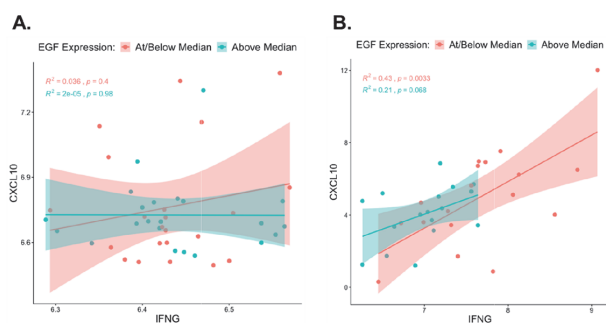 A.
EGF Expression: At/Below Median Above Median
R² = 0.036 , p = 0.4
R² = 2e-05 , p = 0.98
7.2
6.9
6.6
CXCL10
6.3 6.4 6.5
IFNG
B.
EGF Expression: At/Below Median Above Median
R² = 0.43 , p = 0.0033
R² = 0.21 , p = 0.068
12
8
4
0
CXCL10
7 8 9
IFNG